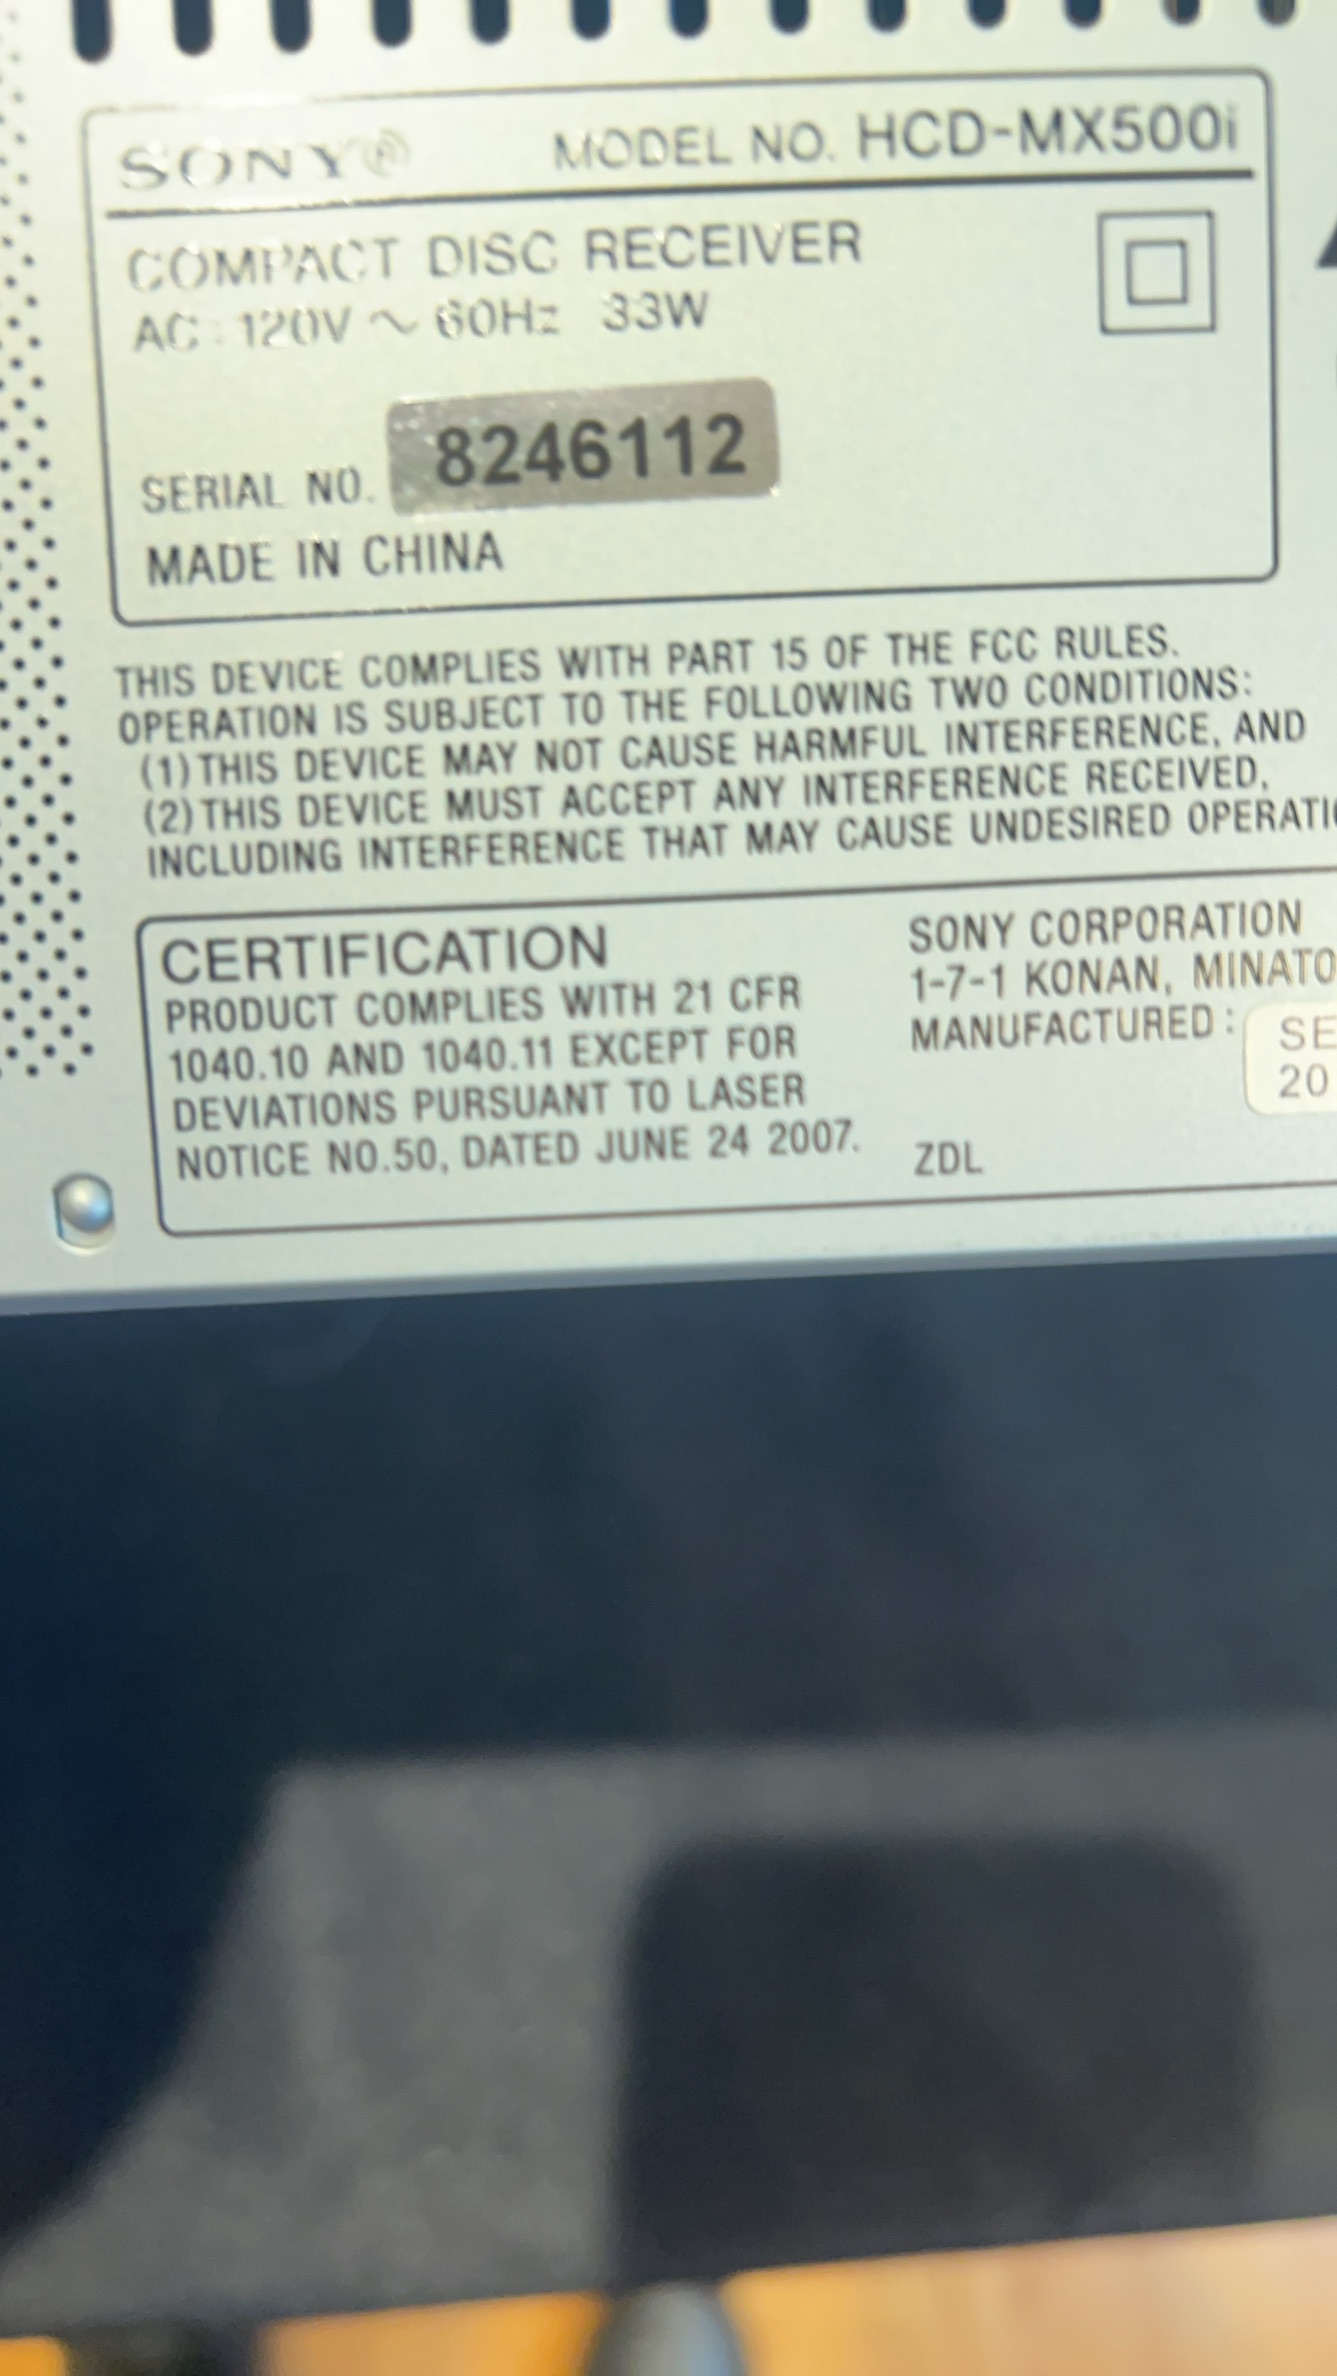 SONY® MODEL NO. HCD-MX500i
COMPACT DISC RECEIVER
AC : 120V ~ 60Hz 33W
SERIAL NO. 8246112
MADE IN CHINA
THIS DEVICE COMPLIES WITH PART 15 OF THE FCC RULES.
OPERATION IS SUBJECT TO THE FOLLOWING TWO CONDITIONS:
(1) THIS DEVICE MAY NOT CAUSE HARMFUL INTERFERENCE, AND
(2) THIS DEVICE MUST ACCEPT ANY INTERFERENCE RECEIVED,
INCLUDING INTERFERENCE THAT MAY CAUSE UNDESIRED OPERATI
CERTIFICATION
PRODUCT COMPLIES WITH 21 CFR
1040.10 AND 1040.11 EXCEPT FOR
DEVIATIONS PURSUANT TO LASER
NOTICE NO.50, DATED JUNE 24 2007.
SONY CORPORATION
1-7-1 KONAN, MINATO
MANUFACTURED : SE
20
ZDL